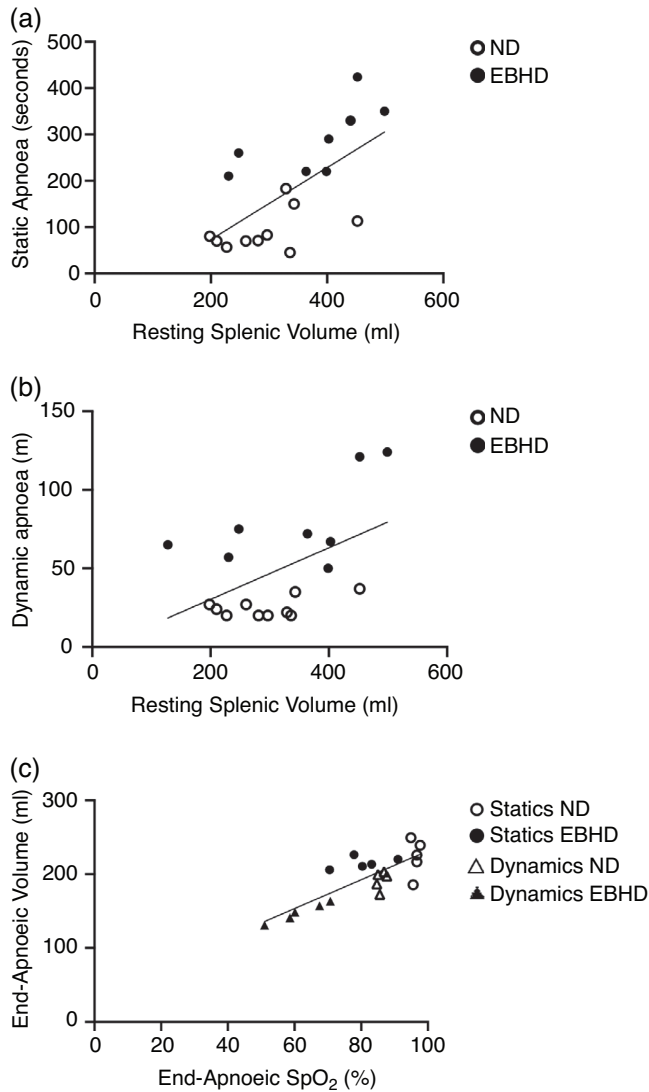 (a)
500
400
300
200
100
0
Static Apnoea (seconds)
ND
EBHD
0
200
400
600
Resting Splenic Volume (ml)
(b)
150
100
50
0
Dynamic apnoea (m)
ND
EBHD
0
200
400
600
Resting Splenic Volume (ml)
(c)
300
200
100
0
End-Apnoeic Volume (ml)
Statics ND
Statics EBHD
Dynamics ND
Dynamics EBHD
0
20
40
60
80
100
End-Apnoeic SpO₂ (%)